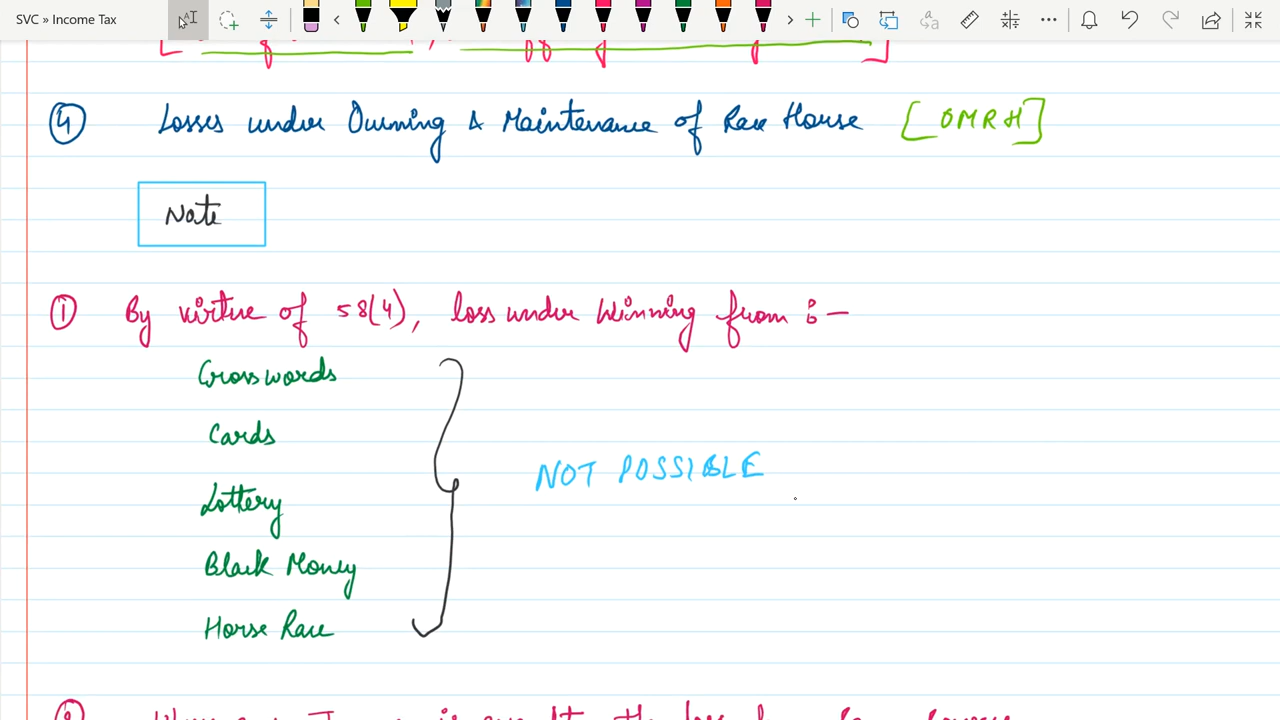 SVC » Income Tax
④ Losses under Owning & Maintenance of Race House [OMRH]
Note
① By virtue of 58(4), loss under Winning from :-
Crosswords
Cards
Lottery
Black Money
Horse Race
NOT POSSIBLE